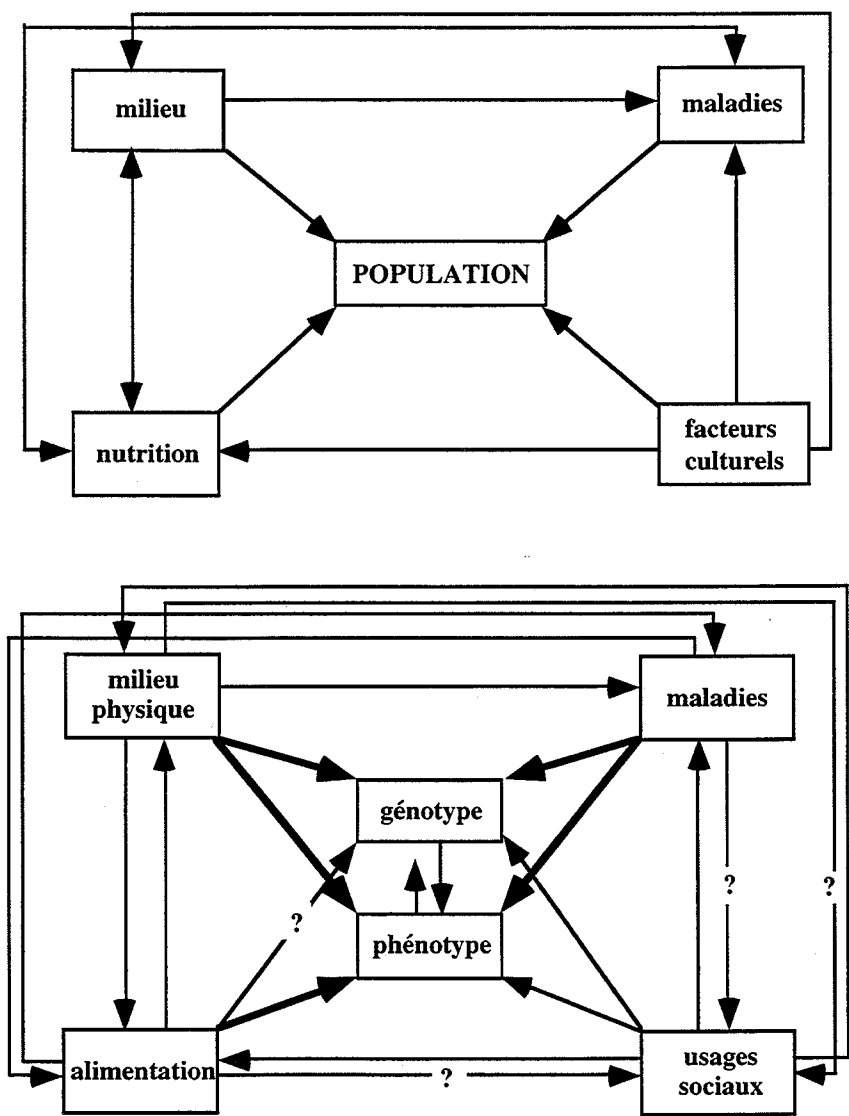 milieu
maladies
POPULATION
nutrition
facteurs
culturels
milieu
physique
maladies
génotype
?
?
?
phénotype
alimentation
?
usages
sociaux